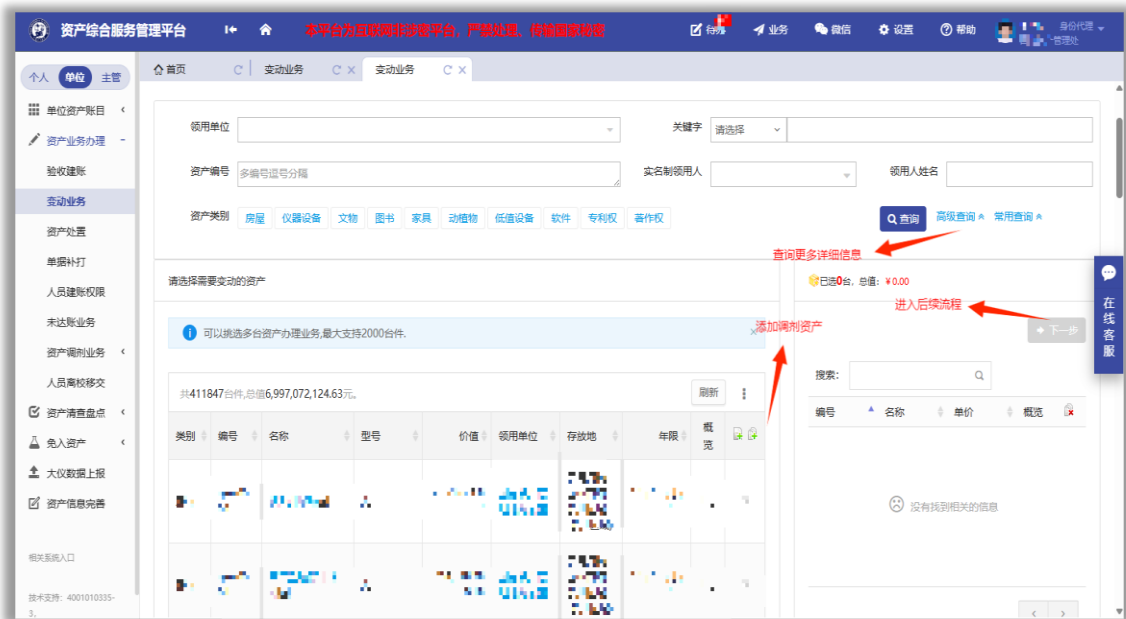 资产综合服务管理平台
本平台为互联网非涉密平台，严禁处理、传输国家秘密
待办 业务 微信 设置 帮助 身份代理
-管理处
个人 单位 主管
首页 变动业务 变动业务
单位资产账目
资产业务办理
验收建账
变动业务
资产处置
单据补打
人员建账权限
未达账业务
资产调剂业务
人员离校移交
资产清查盘点
免入资产
大仪数据上报
资产信息完善
相关系统入口
技术支持：4001010335-
3。
领用单位
关键字 请选择
资产编号 多编号逗号分隔
实名制领用人
领用人姓名
资产类别 房屋 仪器设备 文物 图书 家具 动植物 低值设备 软件 专利权 著作权
查询 高级查询 常用查询
查询更多详细信息
请选择需要变动的资产
已选0台，总值：￥0.00
进入后续流程
可以挑选多台资产办理业务,最大支持2000台件.
×
添加调剂资产
下一步
共411847台件,总值6,997,072,124.63元。
刷新
搜索：
类别 编号 名称 型号 价值 领用单位 存放地 年限 概览
编号 名称 单价 概览
没有找到相关的信息
在线客服